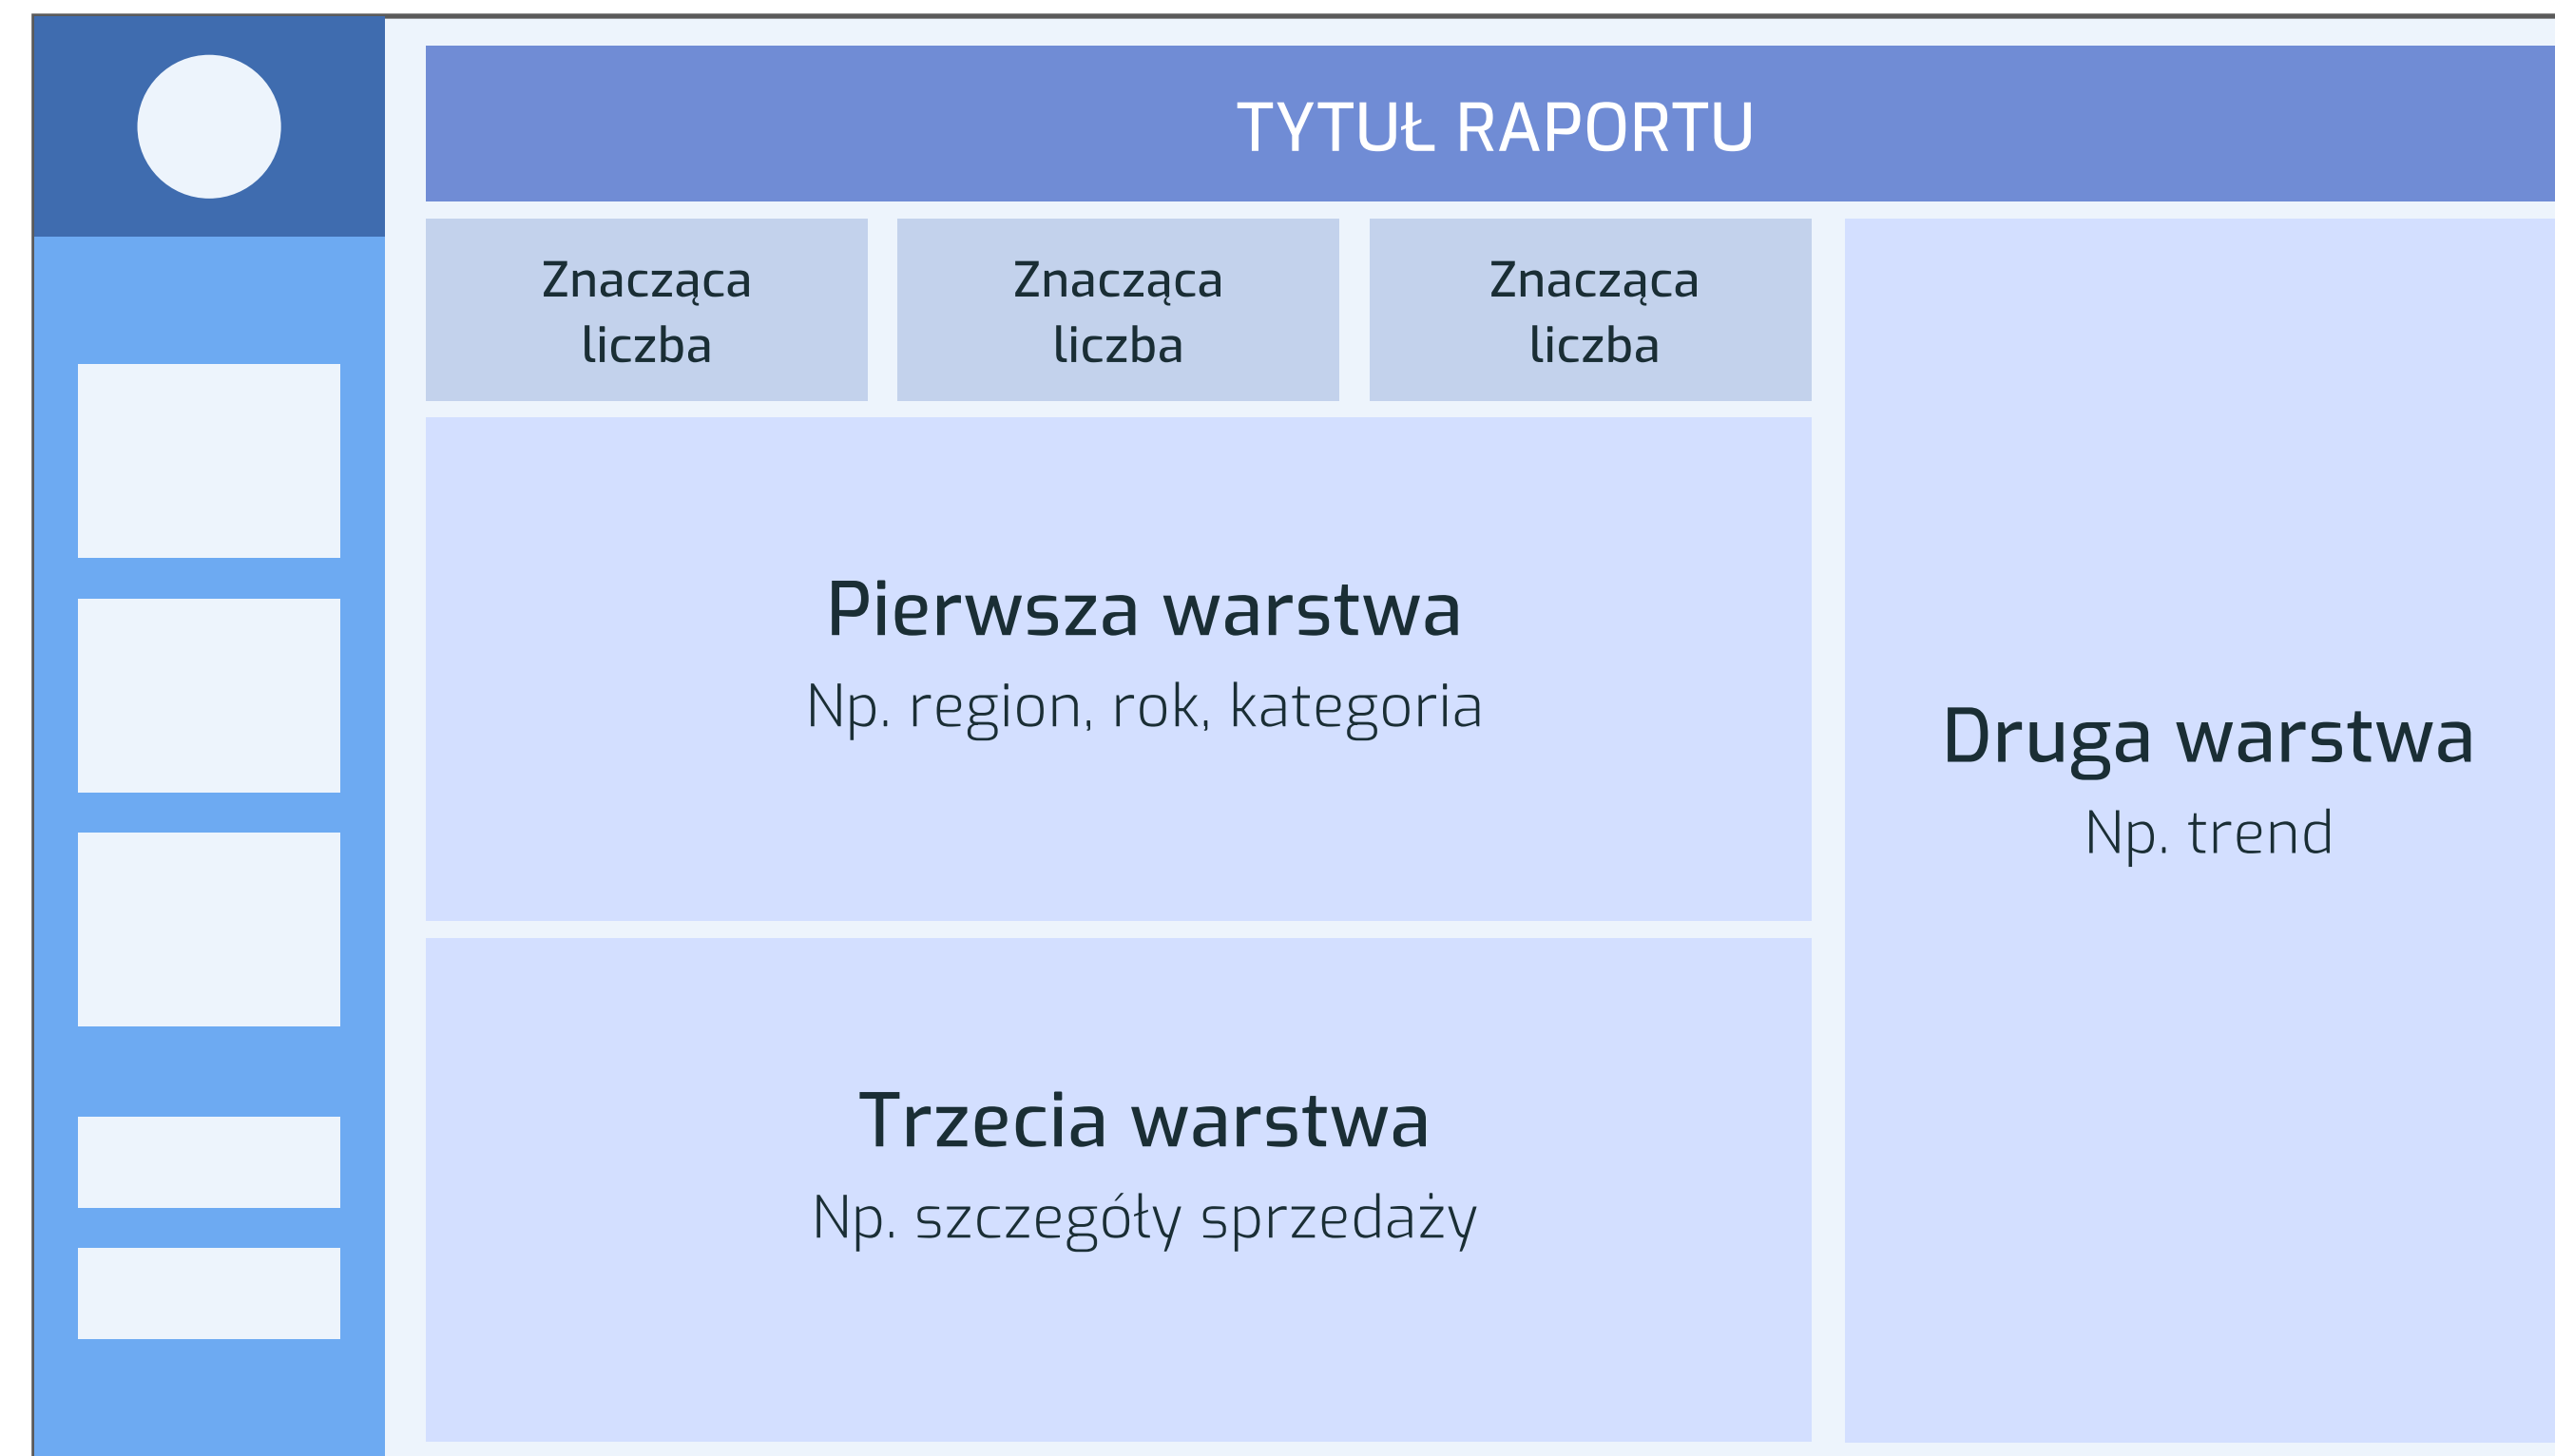 TYTUŁ RAPORTU
Znacząca
liczba
Znacząca
liczba
Znacząca
liczba
Pierwsza warstwa
Np. region, rok, kategoria
Druga warstwa
Np. trend
Trzecia warstwa
Np. szczegóły sprzedaży